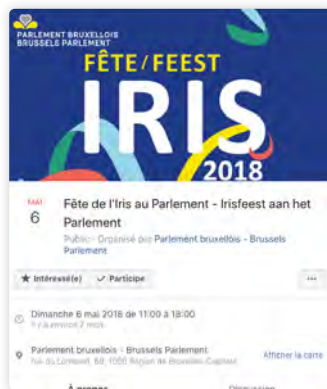 PARLEMENT BRUXELLOIS
BRUSSELS PARLEMENT
FÊTE/FEEST
IRIS
2018
MAI
6
Fête de l'Iris au Parlement - Irisfeest aan het
Parlement
Public · Organisé par Parlement bruxellois - Brussels
Parlement
★ Intéressé(e) ✓ Participe ...
Dimanche 6 mai 2018 de 11:00 à 18:00
Il y a environ 2 mois
Parlement bruxellois - Brussels Parlement
Afficher la carte
Rue du Lombard, 69, 1000 Région de Bruxelles-Capitale
À propos Discussion